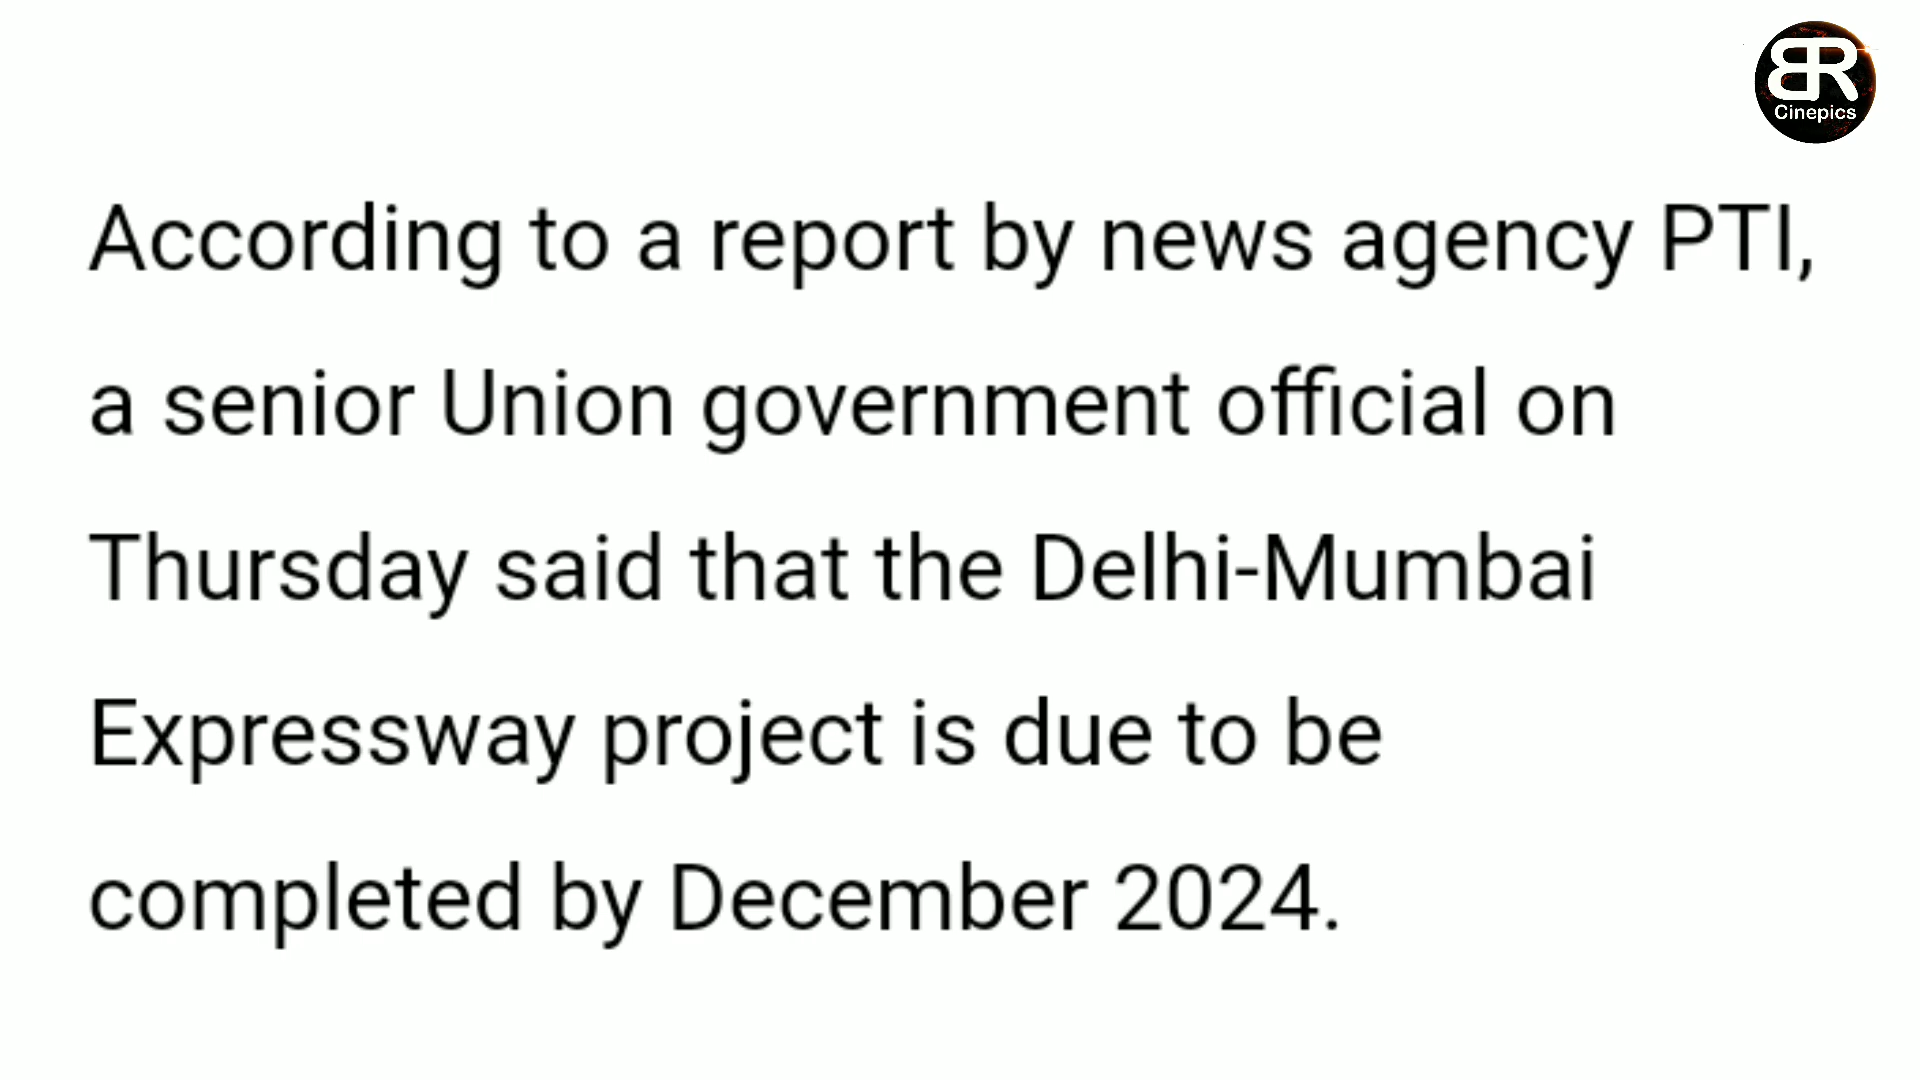 BR
Cinepics
According to a report by news agency PTI,
a senior Union government official on
Thursday said that the Delhi-Mumbai
Expressway project is due to be
completed by December 2024.